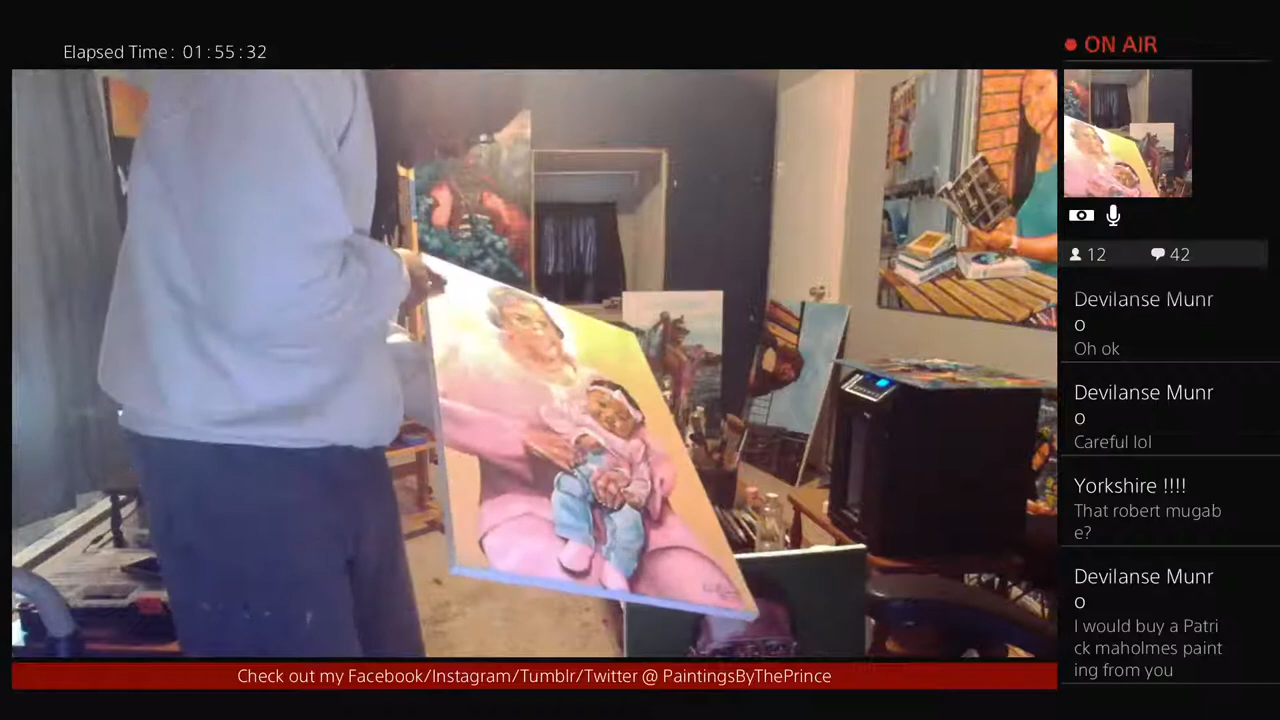 Elapsed Time: 01:55:32
ON AIR
12
42
Devilanse Munr
o
Oh ok
Devilanse Munr
o
Careful lol
Yorkshire !!!!
That robert mugab
e?
Devilanse Munr
o
I would buy a Patri
ck maholmes paint
ing from you
Check out my Facebook/Instagram/Tumblr/Twitter @ PaintingsByThePrince